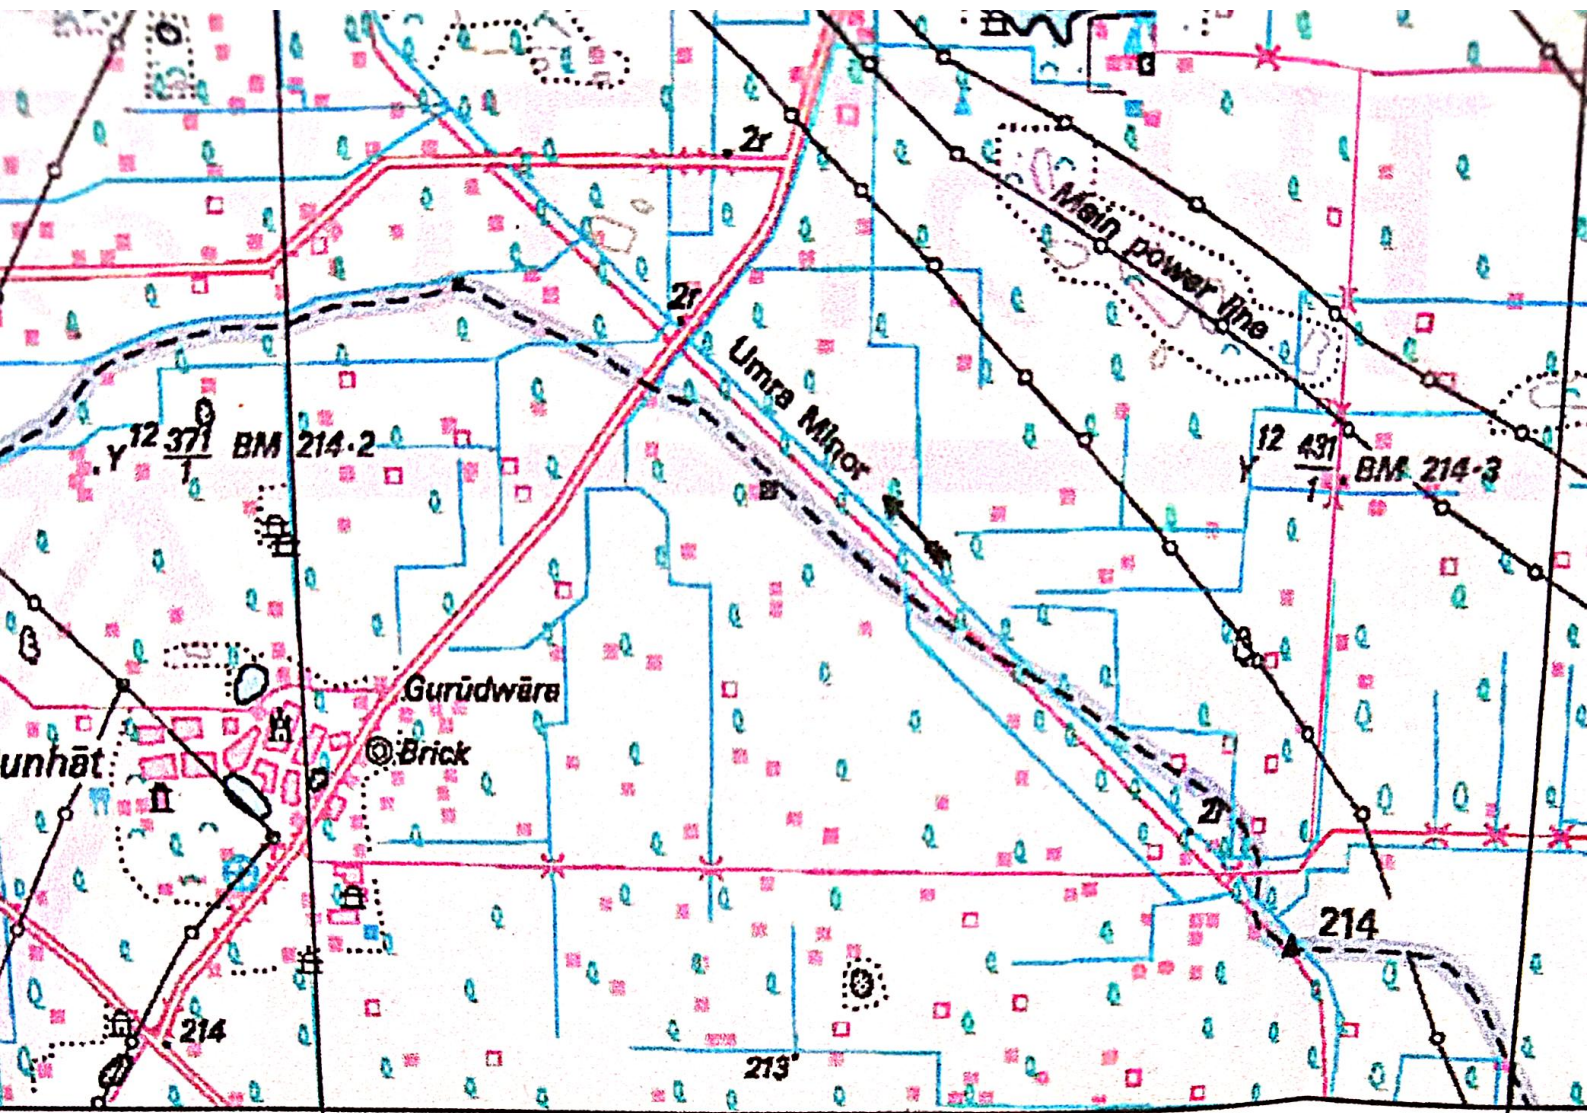 2r
Main power line
2r
Umra Minor
.Y 12 371/1 BM 214·2
Y 12 431/1 .BM 214·3
Gurūdwāra
Brick
unhāt
2r
214
214
213